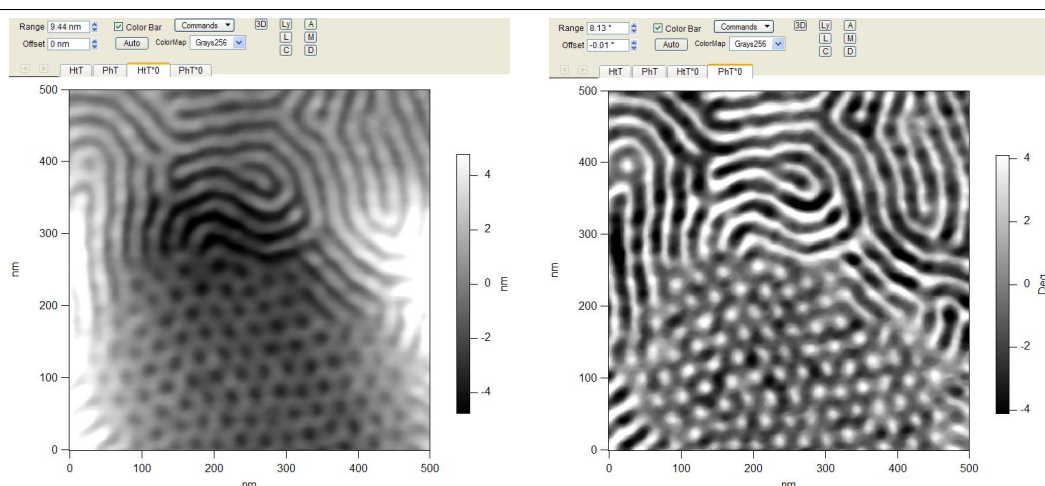 Range 9.44 nm Color Bar Commands 3D Ly A
Offset 0 nm Auto ColorMap Grays256 L M
C D
HtT PhT HtT*0 PhT*0
500
400
300
200
100
0
nm
0 100 200 300 400 500
nm
4
2
0
-2
-4
nm
Range 8.13 ° Color Bar Commands 3D Ly A
Offset -0.01 ° Auto ColorMap Grays256 L M
C D
HtT PhT HtT*0 PhT*0
500
400
300
200
100
0
nm
0 100 200 300 400 500
nm
4
2
0
-2
-4
Deg